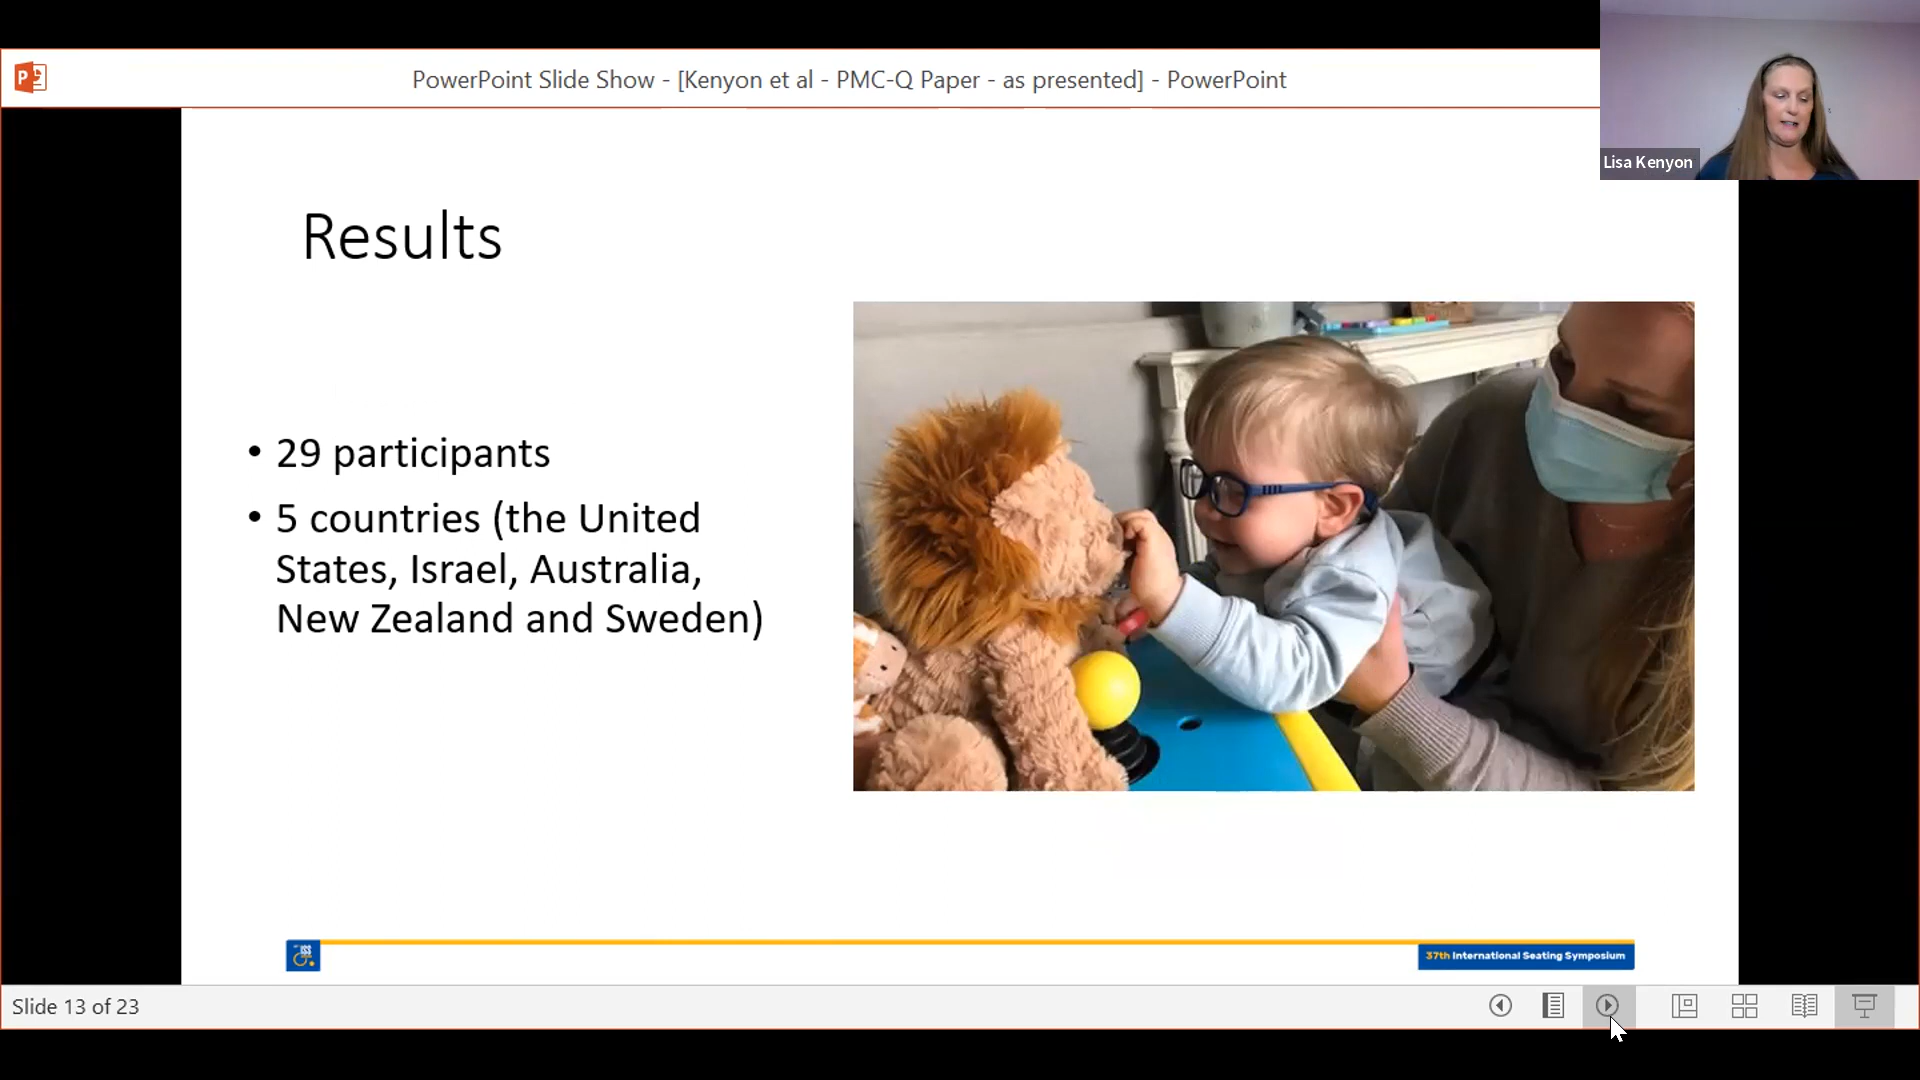 PowerPoint Slide Show - [Kenyon et al - PMC-Q Paper - as presented] - PowerPoint
Lisa Kenyon
Results
• 29 participants
• 5 countries (the United
States, Israel, Australia,
New Zealand and Sweden)
ISS
37th International Seating Symposium
Slide 13 of 23